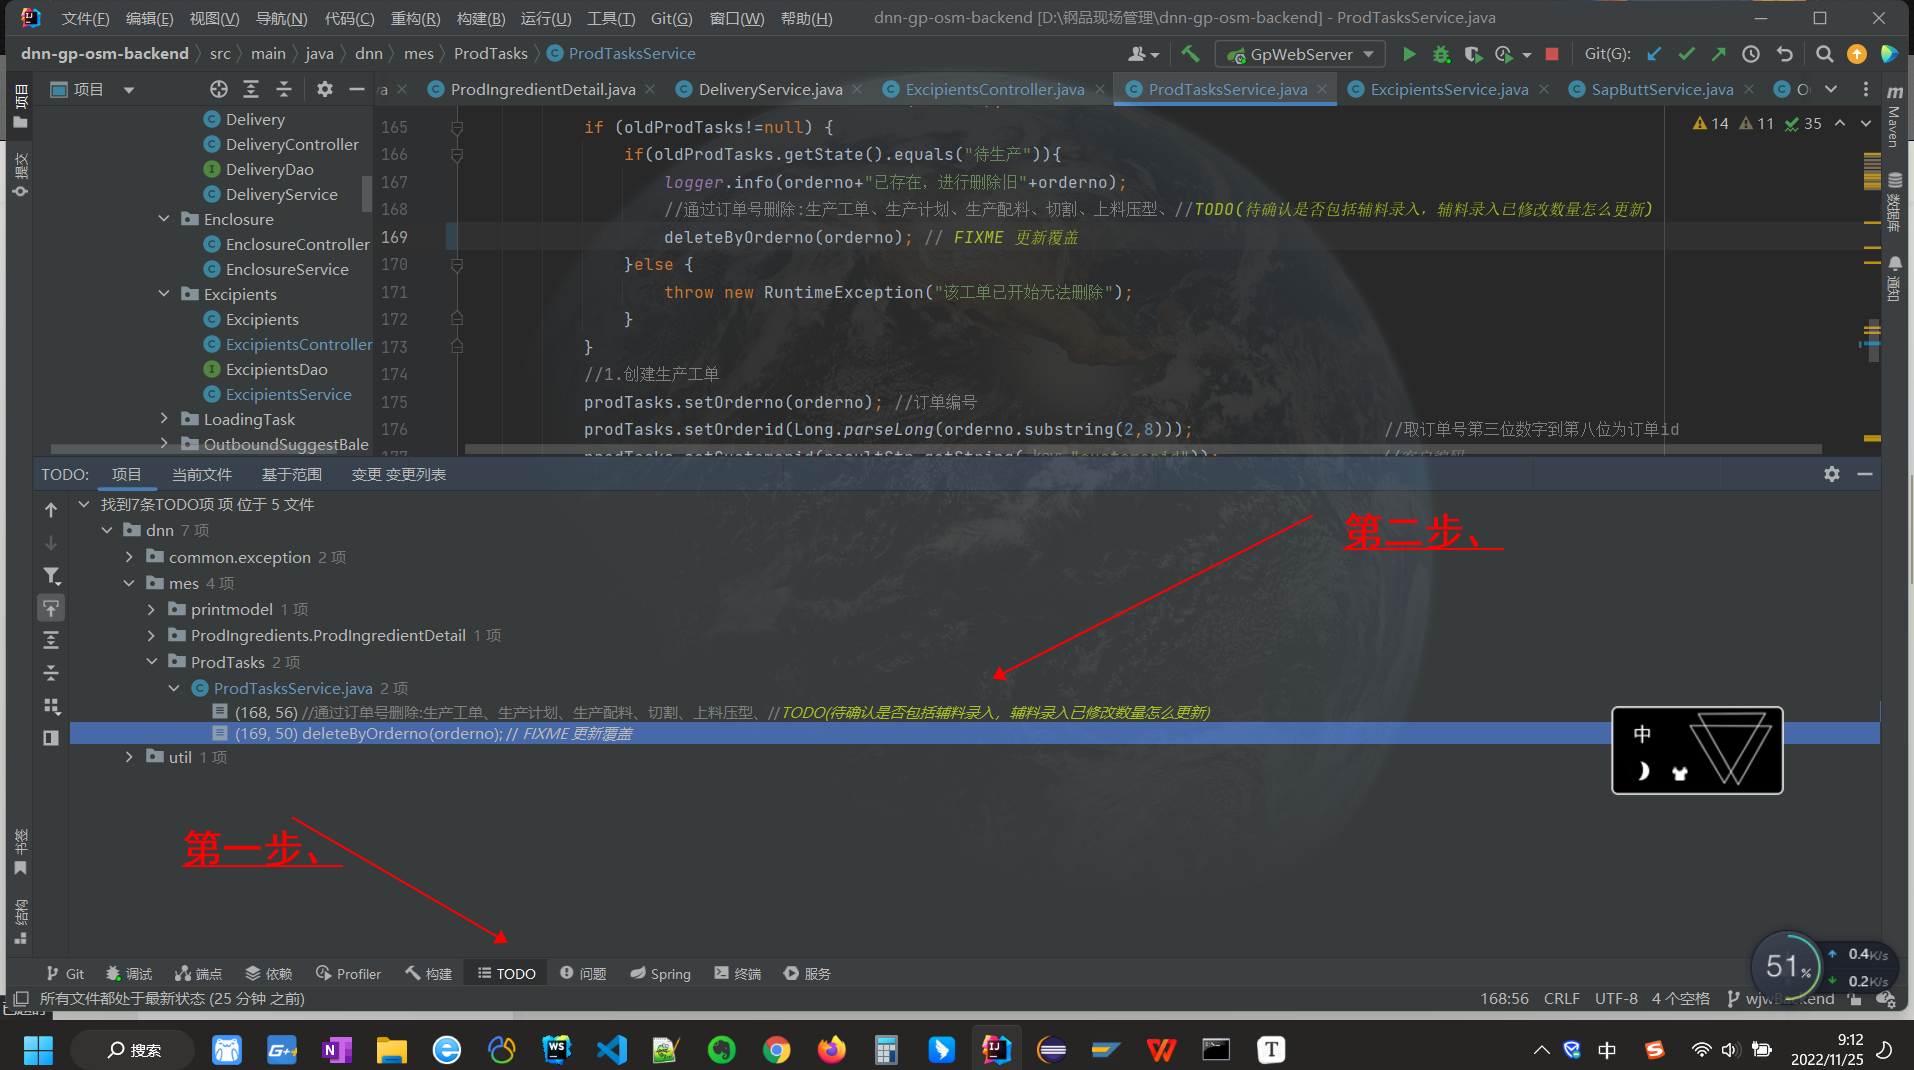 文件(F) 编辑(E) 视图(V) 导航(N) 代码(C) 重构(R) 构建(B) 运行(U) 工具(T) Git(G) 窗口(W) 帮助(H) dnn-gp-osm-backend [D:\钢品现场管理\dnn-gp-osm-backend] - ProdTasksService.java
dnn-gp-osm-backend src main java dnn mes ProdTasks ProdTasksService GpWebServer Git(G):
项目 ProdIngredientDetail.java DeliveryService.java ExcipientsController.java ProdTasksService.java ExcipientsService.java SapButtService.java
项目
提交
书签
结构
Delivery
DeliveryController
DeliveryDao
DeliveryService
Enclosure
EnclosureController
EnclosureService
Excipients
Excipients
ExcipientsController
ExcipientsDao
ExcipientsService
LoadingTask
OutboundSuggestBale
14 11 35
165 if (oldProdTasks!=null) {
166 if(oldProdTasks.getState().equals("待生产")){
167 logger.info(orderno+"已存在，进行删除旧"+orderno);
168 //通过订单号删除:生产工单、生产计划、生产配料、切割、上料压型、//TODO(待确认是否包括辅料录入，辅料录入已修改数量怎么更新)
169 deleteByOrderno(orderno); // FIXME 更新覆盖
170 }else {
171 throw new RuntimeException("该工单已开始无法删除");
172 }
173 }
174 //1.创建生产工单
175 prodTasks.setOrderno(orderno); //订单编号
176 prodTasks.setOrderid(Long.parseLong(orderno.substring(2,8))); //取订单号第三位数字到第八位为订单id
Maven
数据库
通知
TODO: 项目 当前文件 基于范围 变更 变更列表
找到7条TODO项 项 位于 5 文件
dnn 7 项
common.exception 2 项
mes 4 项
printmodel 1 项
ProdIngredients.ProdIngredientDetail 1 项
ProdTasks 2 项
ProdTasksService.java 2 项
(168, 56) //通过订单号删除:生产工单、生产计划、生产配料、切割、上料压型、//TODO(待确认是否包括辅料录入，辅料录入已修改数量怎么更新)
(169, 50) deleteByOrderno(orderno); // FIXME 更新覆盖
util 1 项
第二步、
第一步、
中
Git 调试 端点 依赖 Profiler 构建 TODO 问题 Spring 终端 服务
51% 0.4K/s
0.2K/s
所有文件都处于最新状态 (25 分钟 之前) 168:56 CRLF UTF-8 4 个空格 wjwBackend
搜索 中 9:12
2022/11/25